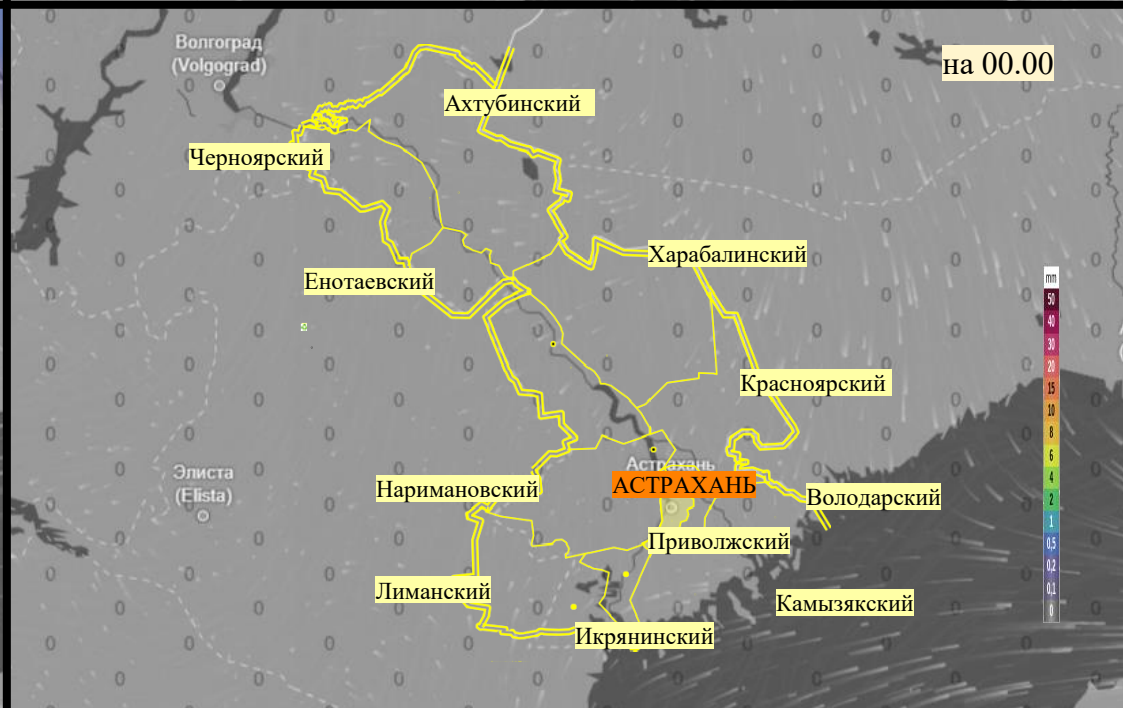 Волгоград
(Volgograd)
на 00.00
Ахтубинский
Черноярский
Харабалинский
Енотаевский
mm
50
40
30
20
15
10
8
6
4
2
1
0,5
0,2
0,1
0
Красноярский
Астрахань
Элиста
(Elista)
АСТРАХАНЬ
Наримановский
Володарский
Приволжский
Лиманский
Камызякский
Икрянинский